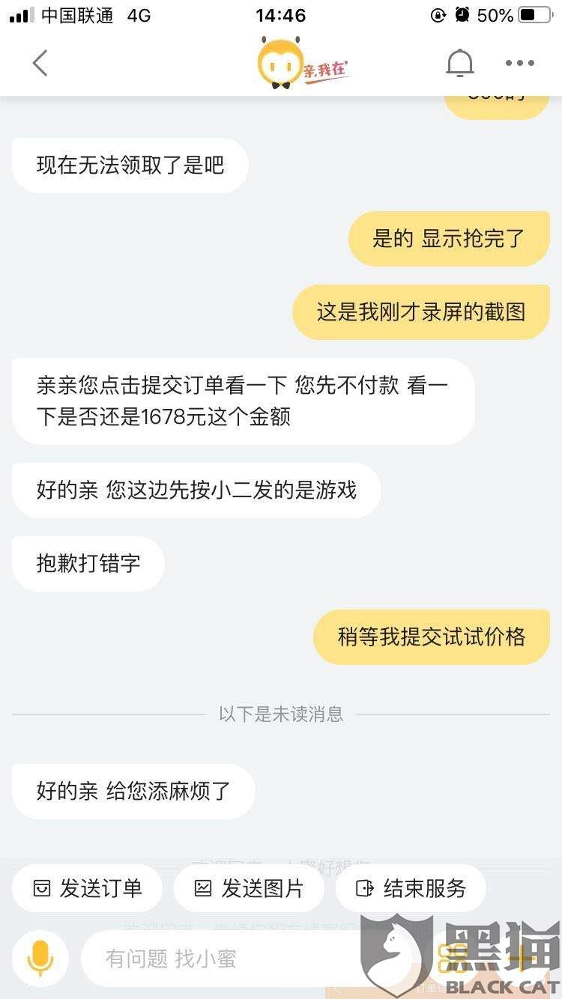 中国联通 4G 14:46 50%
亲,我在
现在无法领取了是吧
是的 显示抢完了
这是我刚才录屏的截图
亲亲您点击提交订单看一下 您先不付款 看一
下是否还是1678元这个金额
好的亲 您这边先按小二发的是游戏
抱歉打错字
稍等我提交试试价格
以下是未读消息
好的亲 给您添麻烦了
发送订单 发送图片 结束服务
有问题 找小蜜
黑猫
BLACK CAT